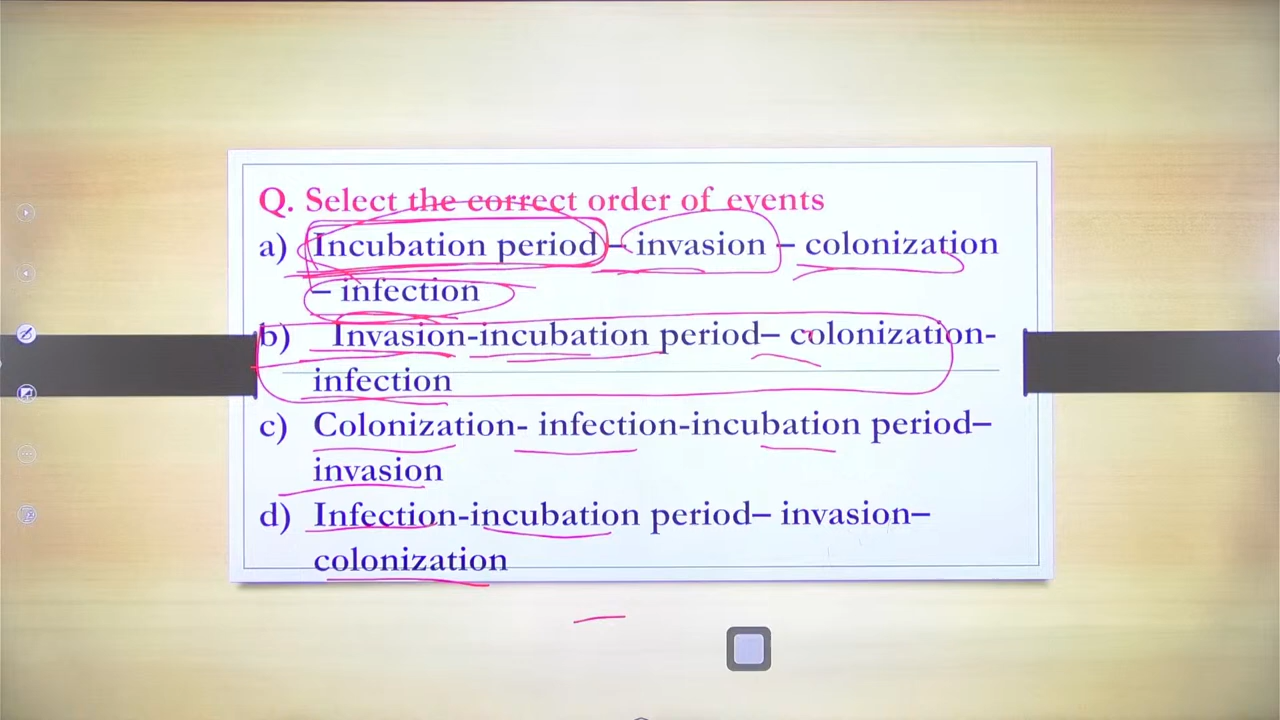 Q. Select the correct order of events
a) Incubation period – invasion – colonization
– infection
b) Invasion-incubation period– colonization-
infection
c) Colonization- infection-incubation period–
invasion
d) Infection-incubation period– invasion–
colonization